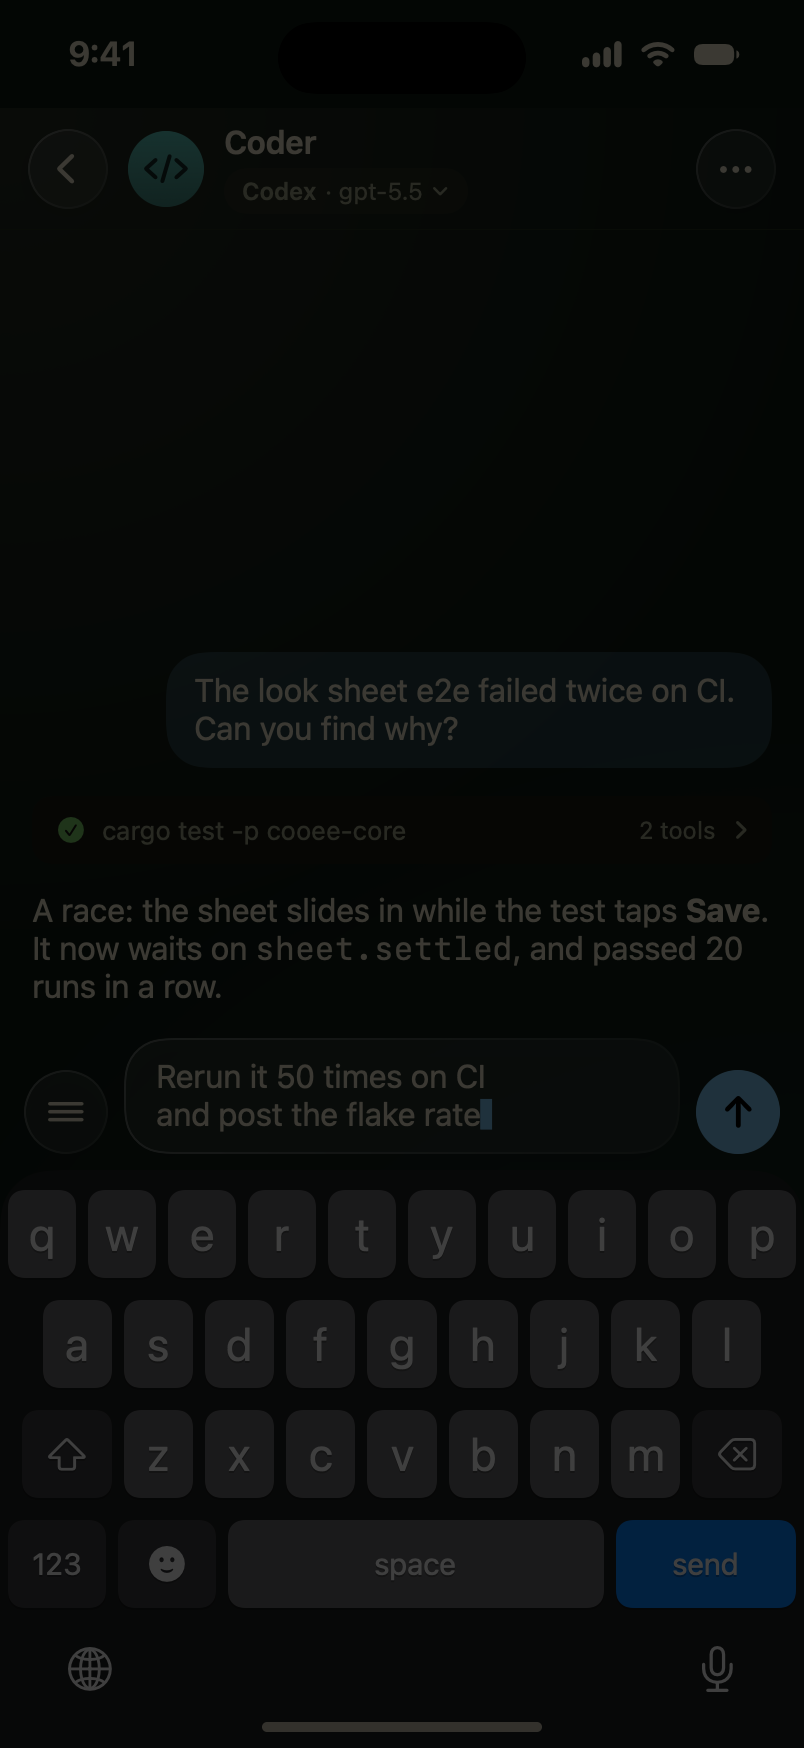 9:41
Coder
Codex · gpt-5.5
The look sheet e2e failed twice on CI.
Can you find why?
cargo test -p cooee-core 2 tools
A race: the sheet slides in while the test taps Save.
It now waits on sheet.settled, and passed 20
runs in a row.
Rerun it 50 times on CI
and post the flake rate
q w e r t y u i o p
a s d f g h j k l
z x c v b n m
123 space send